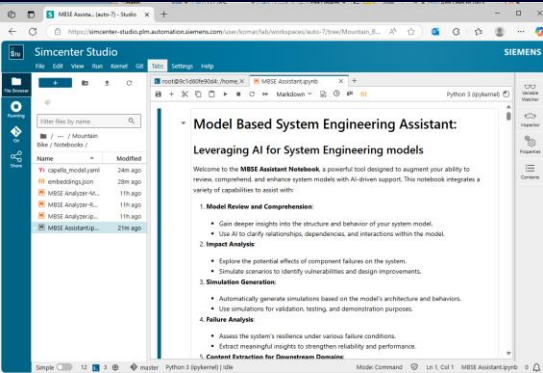 MBSE Assista... (auto-7) - Studio
https://simcenter-studio.plm.automation.siemens.com/user/komac/lab/workspaces/auto-7/tree/Mountain_B...
Sru
Simcenter Studio
SIEMENS
File Edit View Run Kernel Git Tabs Settings Help
File Browser
Running
Git
Share
Filter files by name
/ ··· / Mountain
Bike / Notebooks /
Name Modified
capella_model.yaml 24m ago
embeddings.json 28m ago
MBSE Analyzer-M... 11h ago
MBSE Analyzer-R... 11h ago
MBSE Analyzer.ip... 11h ago
MBSE Assistant.ip... 21m ago
root@9c1d60fe90d4: /home
MBSE Assistant.ipynb
Markdown
Python 3 (ipykernel)
Model Based System Engineering Assistant:
Leveraging AI for System Engineering models
Welcome to the MBSE Assistant Notebook, a powerful tool designed to augment your ability to
review, comprehend, and enhance system models with AI-driven support. This notebook integrates a
variety of capabilities to assist with:
1. Model Review and Comprehension:
Gain deeper insights into the structure and behavior of your system model.
Use AI to clarify relationships, dependencies, and interactions within the model.
2. Impact Analysis:
Explore the potential effects of component failures on the system.
Simulate scenarios to identify vulnerabilities and design improvements.
3. Simulation Generation:
Automatically generate simulations based on the model's architecture and behaviors.
Use simulations for validation, testing, and demonstration purposes.
4. Failure Analysis:
Assess the system's resilience under various failure conditions.
Extract meaningful insights to strengthen reliability and performance.
5. Content Extraction for Downstream Domains:
Variable
Watcher
Inspector
Properties
Contents
Simple 12 3 master Python 3 (ipykernel) | Idle Mode: Command Ln 1, Col 1 MBSE Assistant.ipynb 0